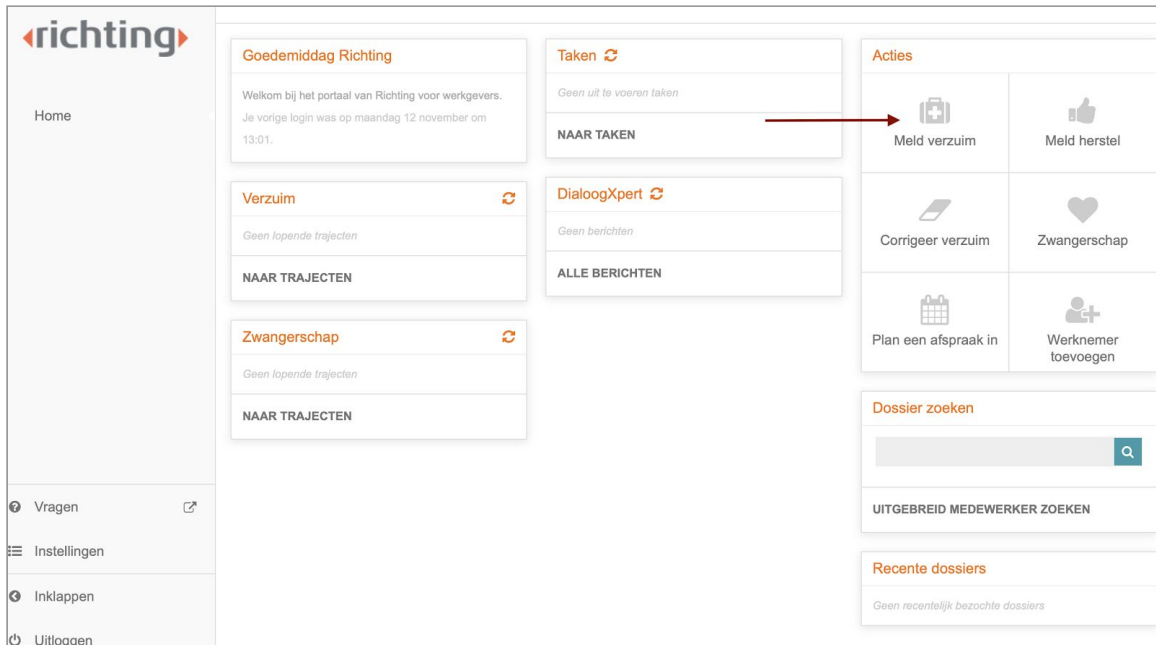 richting
Home
Vragen
Instellingen
Inklappen
Uitloggen
Goedemiddag Richting
Welkom bij het portaal van Richting voor werkgevers.
Je vorige login was op maandag 12 november om
13:01.
Verzuim
Geen lopende trajecten
NAAR TRAJECTEN
Zwangerschap
Geen lopende trajecten
NAAR TRAJECTEN
Taken
Geen uit te voeren taken
NAAR TAKEN
DialoogXpert
Geen berichten
ALLE BERICHTEN
Acties
Meld verzuim
Meld herstel
Corrigeer verzuim
Zwangerschap
Plan een afspraak in
Werknemer
toevoegen
Dossier zoeken
UITGEBREID MEDEWERKER ZOEKEN
Recente dossiers
Geen recentelijk bezochte dossiers